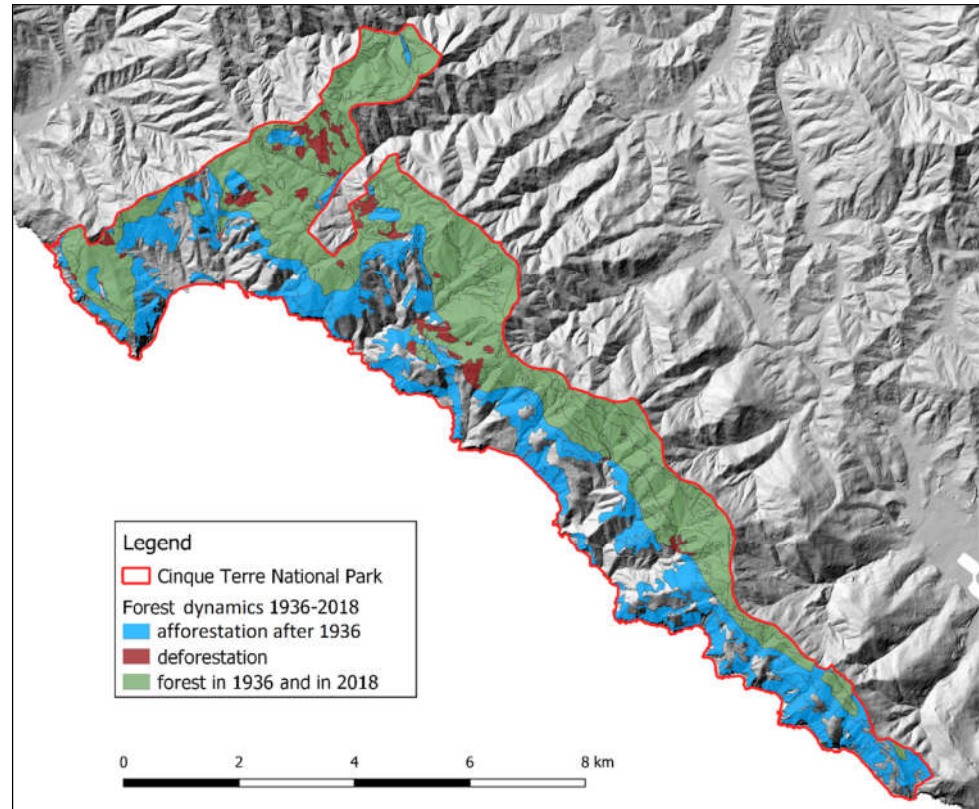 Legend
Cinque Terre National Park
Forest dynamics 1936-2018
afforestation after 1936
deforestation
forest in 1936 and in 2018
0 2 4 6 8 km